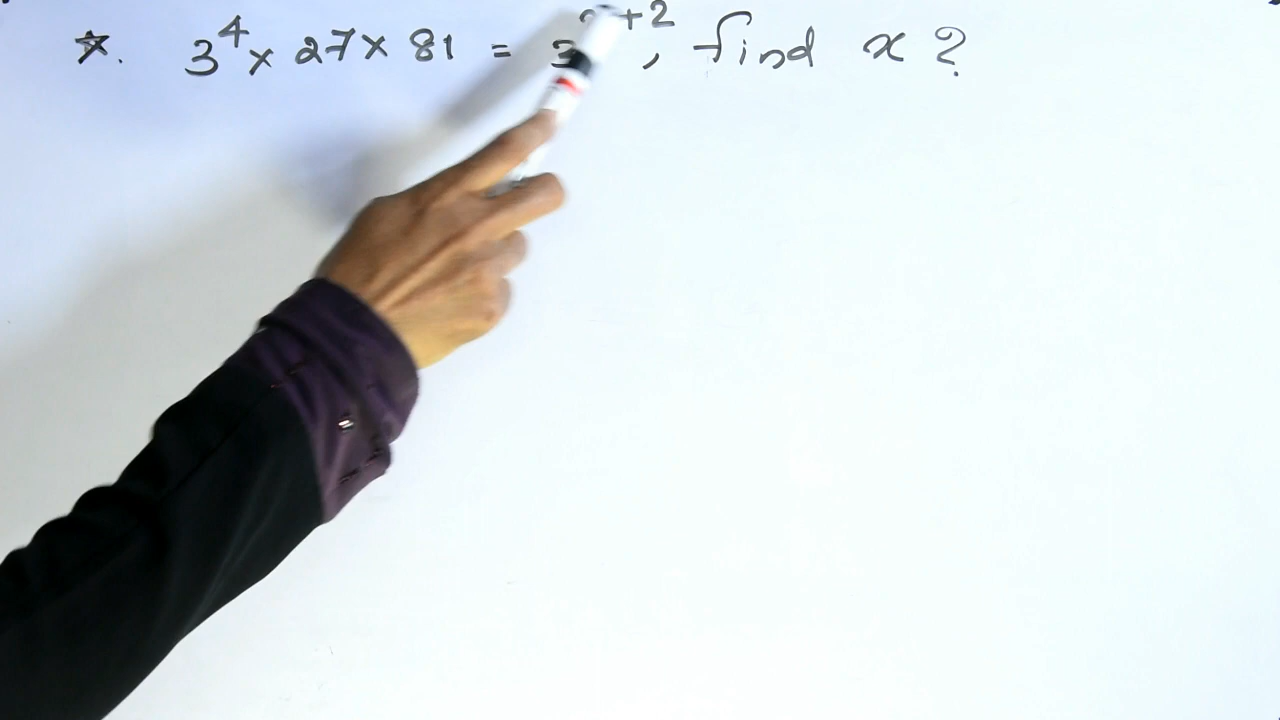 ☆. 3⁴ × 27 × 81 = 3 +2, find x ?